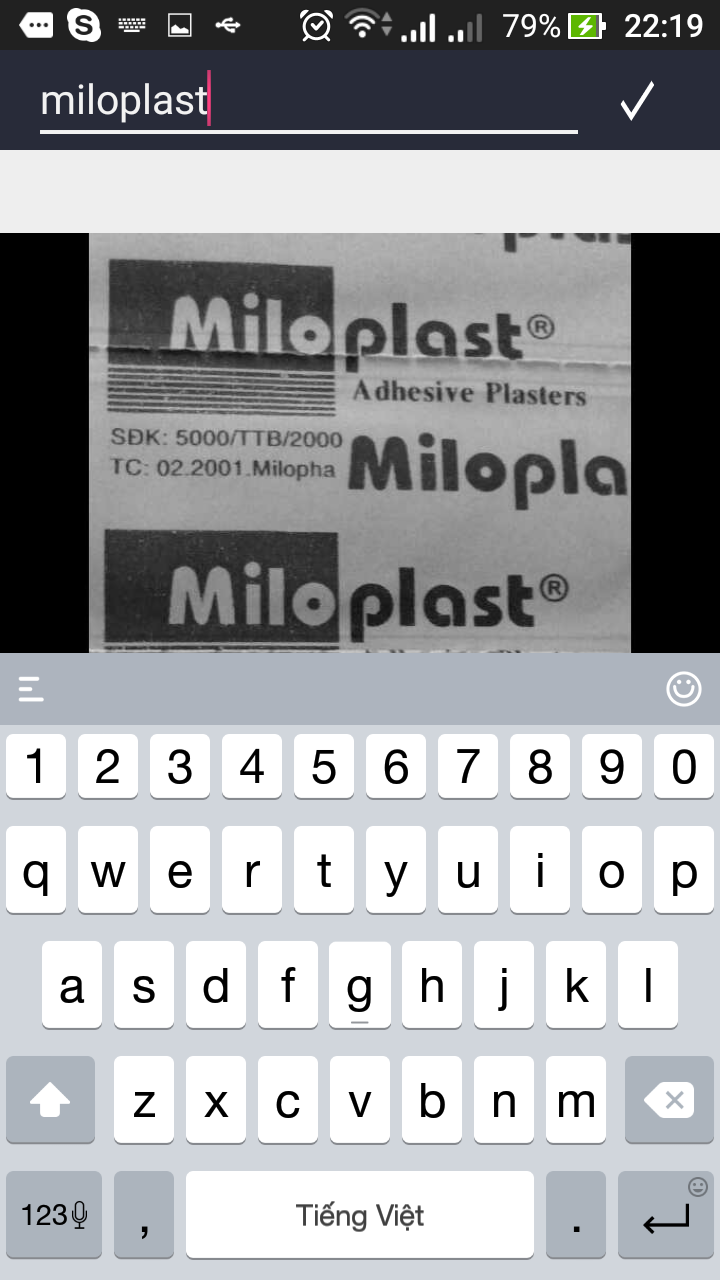 79% 22:19
miloplast
Miloplast®
Adhesive Plasters
SĐK: 5000/TTB/2000
TC: 02.2001.Milopha
Milopla
Miloplast®
1 2 3 4 5 6 7 8 9 0
q w e r t y u i o p
a s d f g h j k l
z x c v b n m
123 , Tiếng Việt .